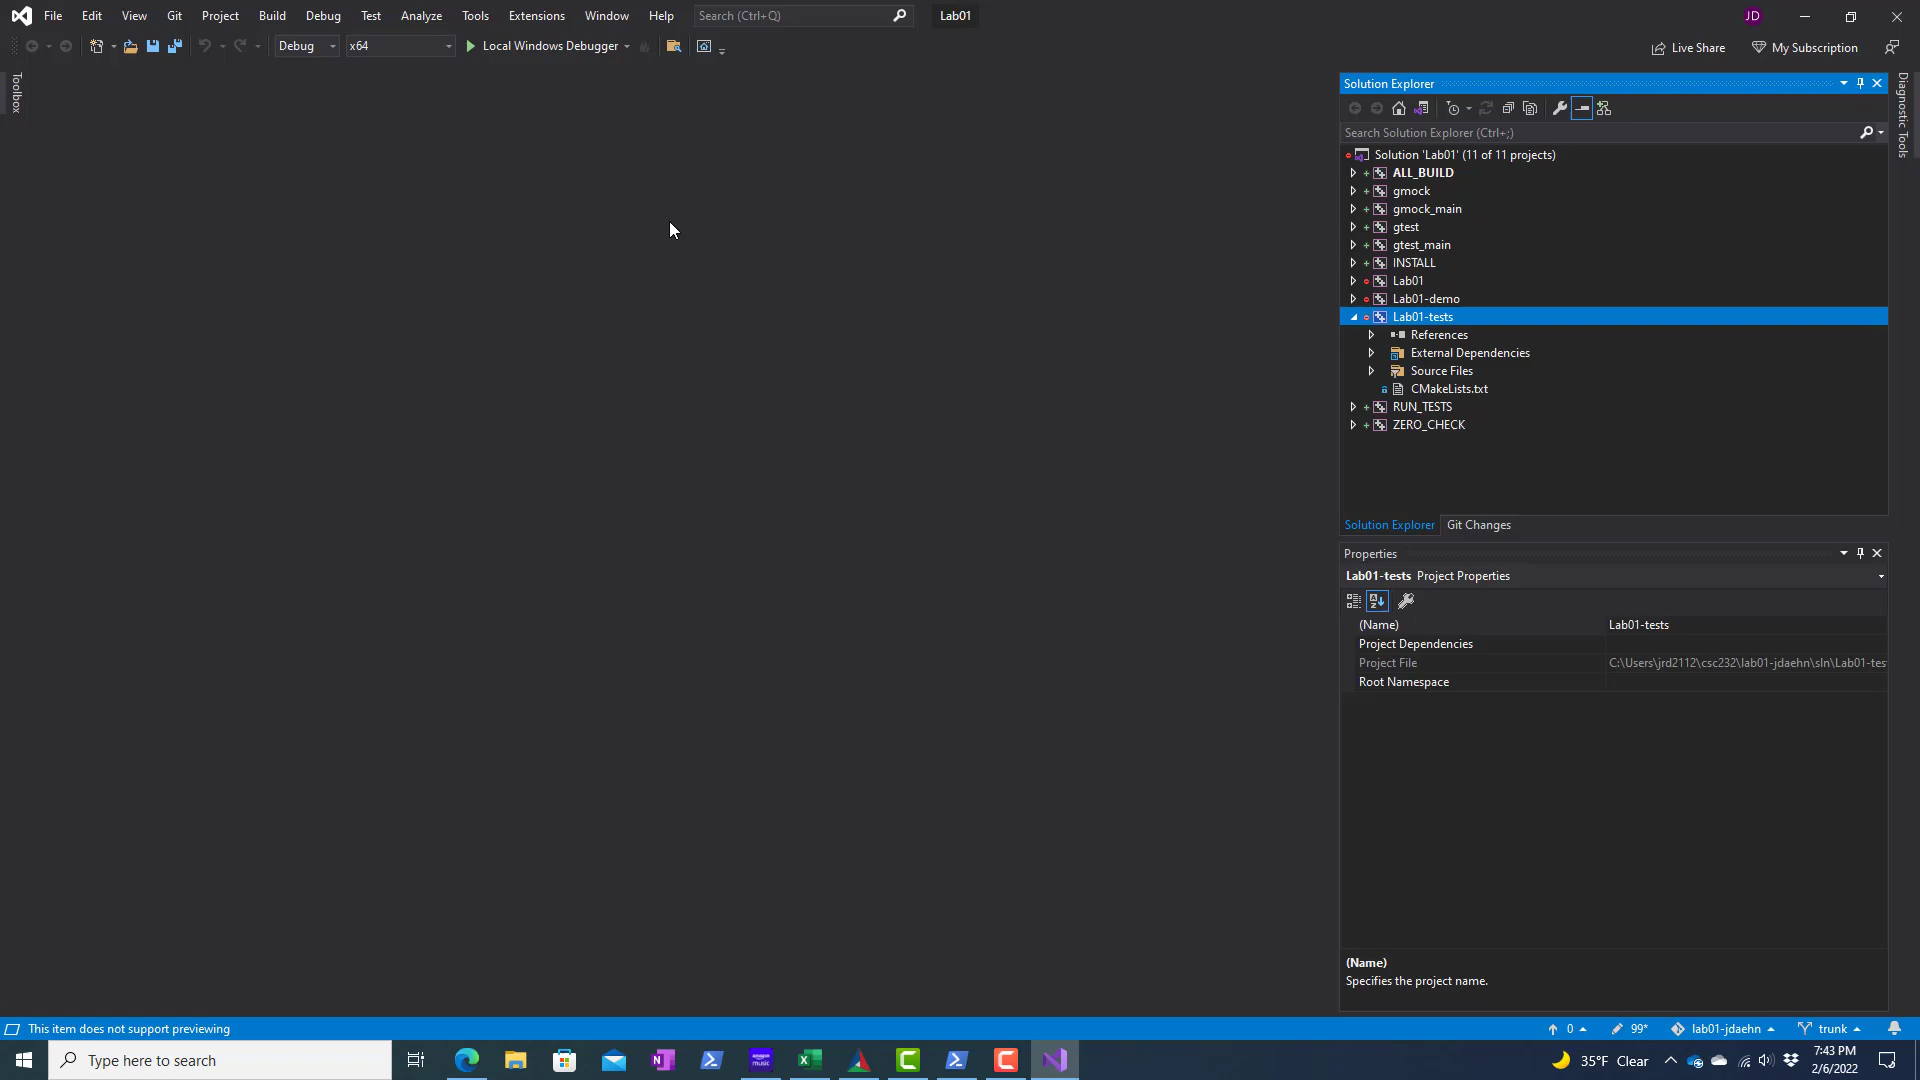 File Edit View Git Project Build Debug Test Analyze Tools Extensions Window Help Search (Ctrl+Q) Lab01 JD
Debug x64 Local Windows Debugger Live Share My Subscription
Toolbox
Solution Explorer
Diagnostic Tools
Search Solution Explorer (Ctrl+;)
Solution 'Lab01' (11 of 11 projects)
ALL_BUILD
gmock
gmock_main
gtest
gtest_main
INSTALL
Lab01
Lab01-demo
Lab01-tests
References
External Dependencies
Source Files
CMakeLists.txt
RUN_TESTS
ZERO_CHECK
Solution Explorer Git Changes
Properties
Lab01-tests Project Properties
(Name) Lab01-tests
Project Dependencies
Project File C:\Users\jrd2112\csc232\lab01-jdaehn\sln\Lab01-tes
Root Namespace
(Name)
Specifies the project name.
This item does not support previewing 0 99* lab01-jdaehn trunk
Type here to search 35°F Clear 7:43 PM
2/6/2022